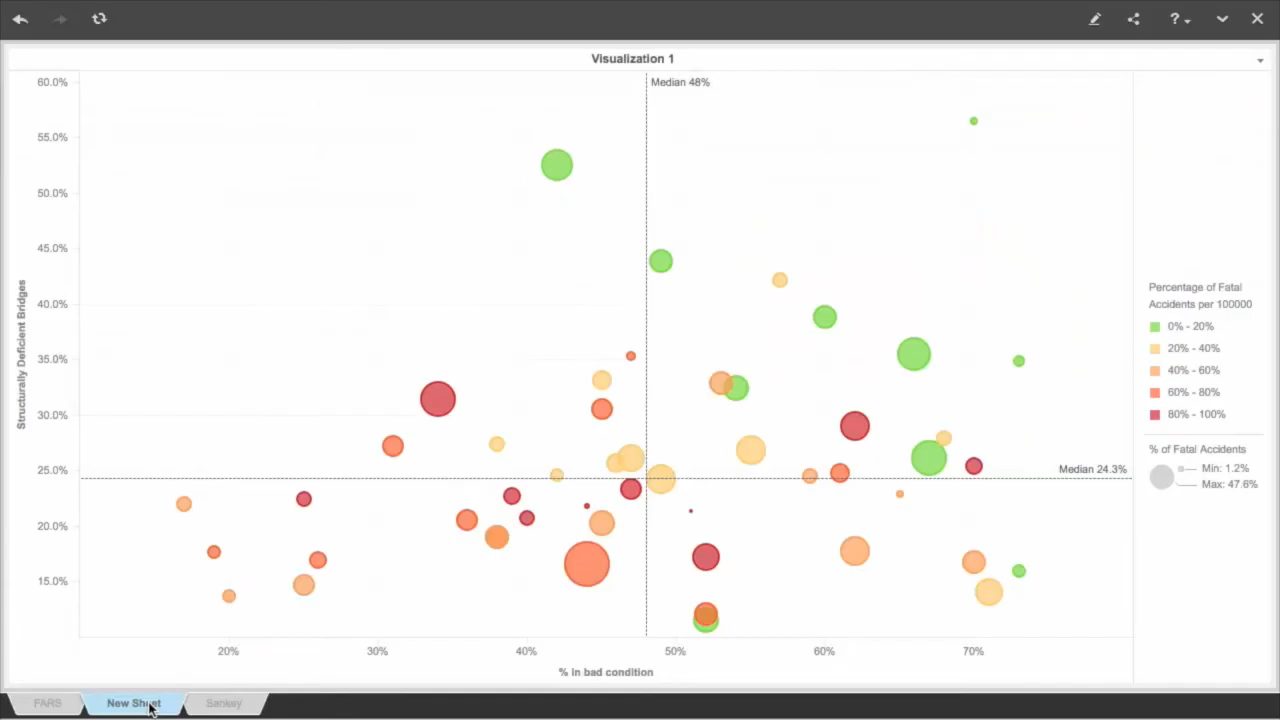 ?
Visualization 1
60.0%
55.0%
50.0%
45.0%
40.0%
35.0%
30.0%
25.0%
20.0%
15.0%
Structurally Deficient Bridges
Median 48%
Median 24.3%
20%
30%
40%
50%
60%
70%
% in bad condition
Percentage of Fatal
Accidents per 100000
0% - 20%
20% - 40%
40% - 60%
60% - 80%
80% - 100%
% of Fatal Accidents
Min: 1.2%
Max: 47.6%
FARS
New Sheet
Sankey